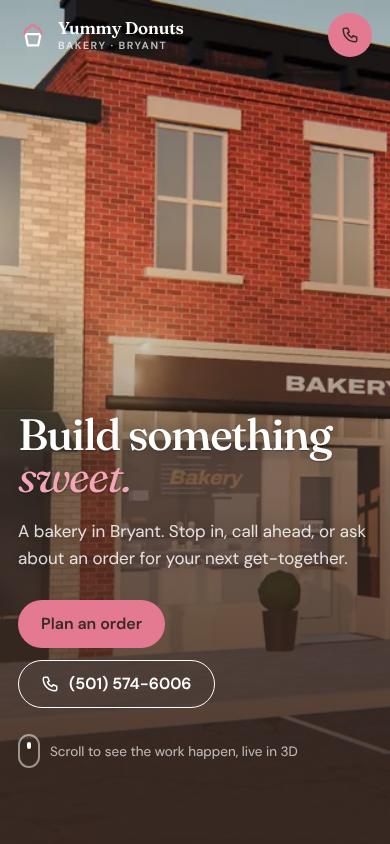 Yummy Donuts
BAKERY · BRYANT
BAKERY
Build something
sweet.
Bakery
A bakery in Bryant. Stop in, call ahead, or ask
about an order for your next get-together.
Plan an order
(501) 574-6006
Scroll to see the work happen, live in 3D